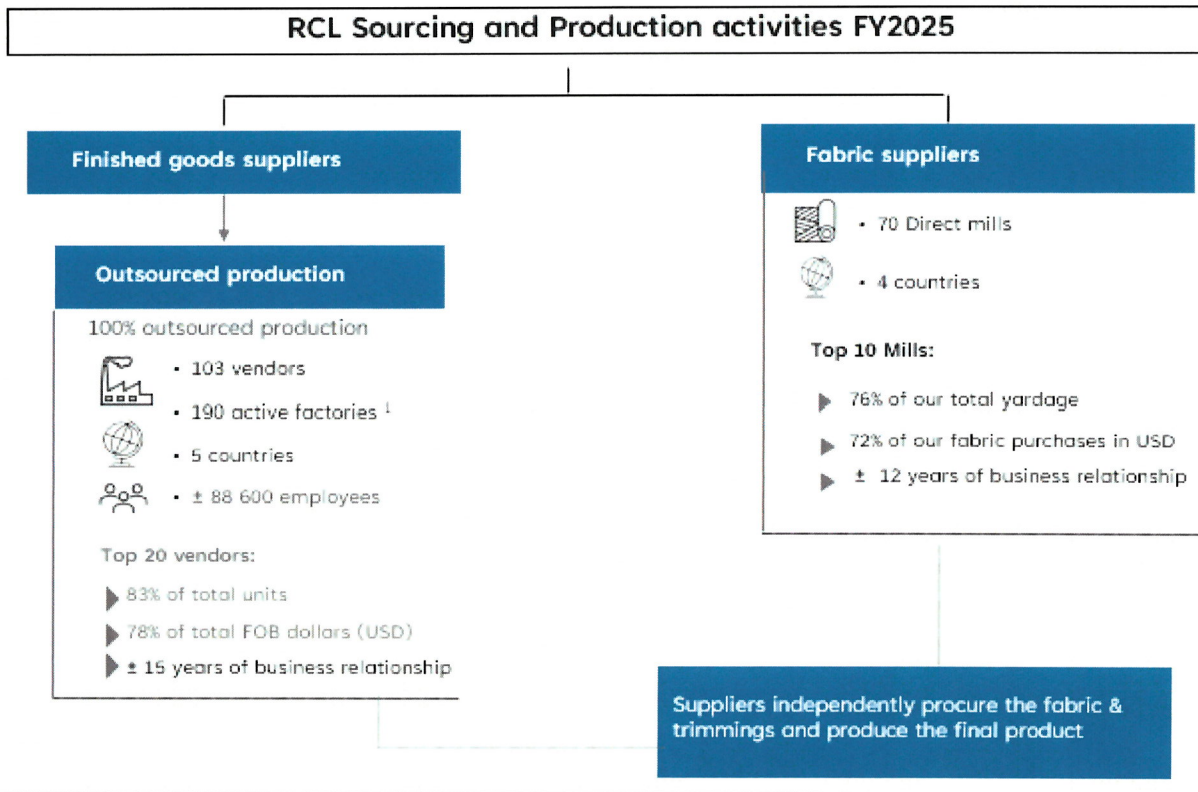 RCL Sourcing and Production activities FY2025
Finished goods suppliers
Outsourced production
100% outsourced production
• 103 vendors
• 190 active factories 1
• 5 countries
• ± 88 600 employees
Top 20 vendors:
83% of total units
78% of total FOB dollars (USD)
± 15 years of business relationship
Fabric suppliers
• 70 Direct mills
• 4 countries
Top 10 Mills:
76% of our total yardage
72% of our fabric purchases in USD
± 12 years of business relationship
Suppliers independently procure the fabric &
trimmings and produce the final product